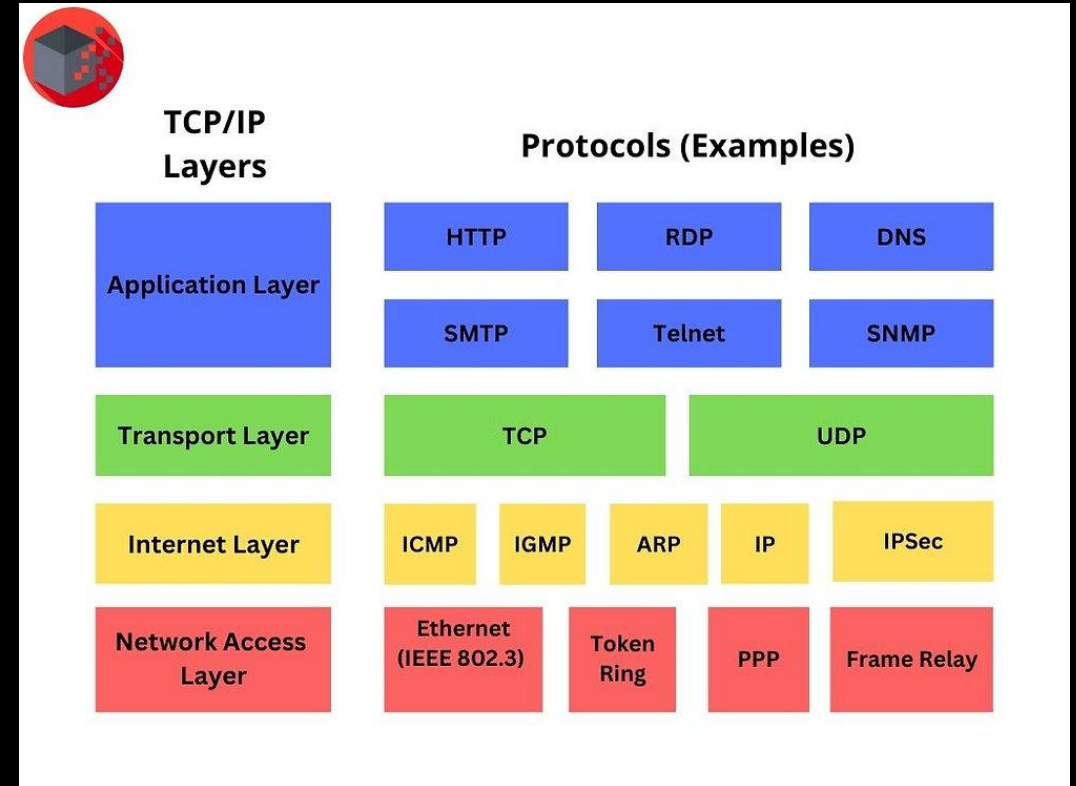 TCP/IP
Layers
Protocols (Examples)
Application Layer
HTTP
RDP
DNS
SMTP
Telnet
SNMP
Transport Layer
TCP
UDP
Internet Layer
ICMP
IGMP
ARP
IP
IPSec
Network Access
Layer
Ethernet
(IEEE 802.3)
Token
Ring
PPP
Frame Relay